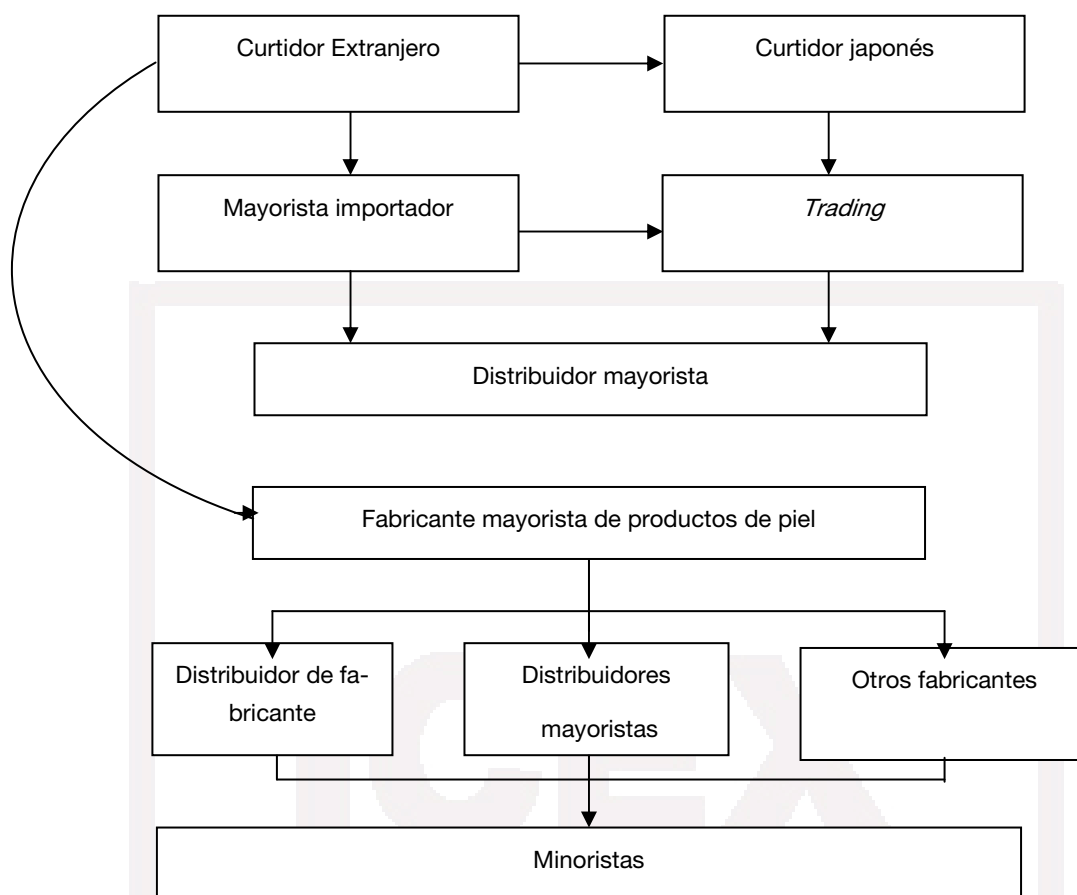 Curtidor Extranjero
Curtidor japonés
Mayorista importador
Trading
Distribuidor mayorista
Fabricante mayorista de productos de piel
Distribuidor de fa-
bricante
Distribuidores
mayoristas
Otros fabricantes
Minoristas
ICEX